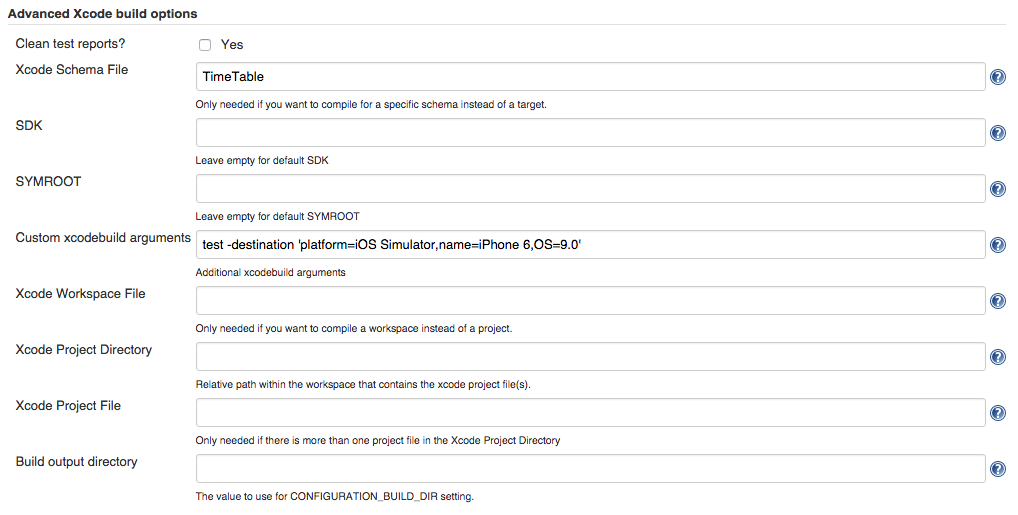 Advanced Xcode build options
Clean test reports? Yes
Xcode Schema File TimeTable
Only needed if you want to compile for a specific schema instead of a target.
SDK
Leave empty for default SDK
SYMROOT
Leave empty for default SYMROOT
Custom xcodebuild arguments test -destination 'platform=iOS Simulator,name=iPhone 6,OS=9.0'
Additional xcodebuild arguments
Xcode Workspace File
Only needed if you want to compile a workspace instead of a project.
Xcode Project Directory
Relative path within the workspace that contains the xcode project file(s).
Xcode Project File
Only needed if there is more than one project file in the Xcode Project Directory
Build output directory
The value to use for CONFIGURATION_BUILD_DIR setting.